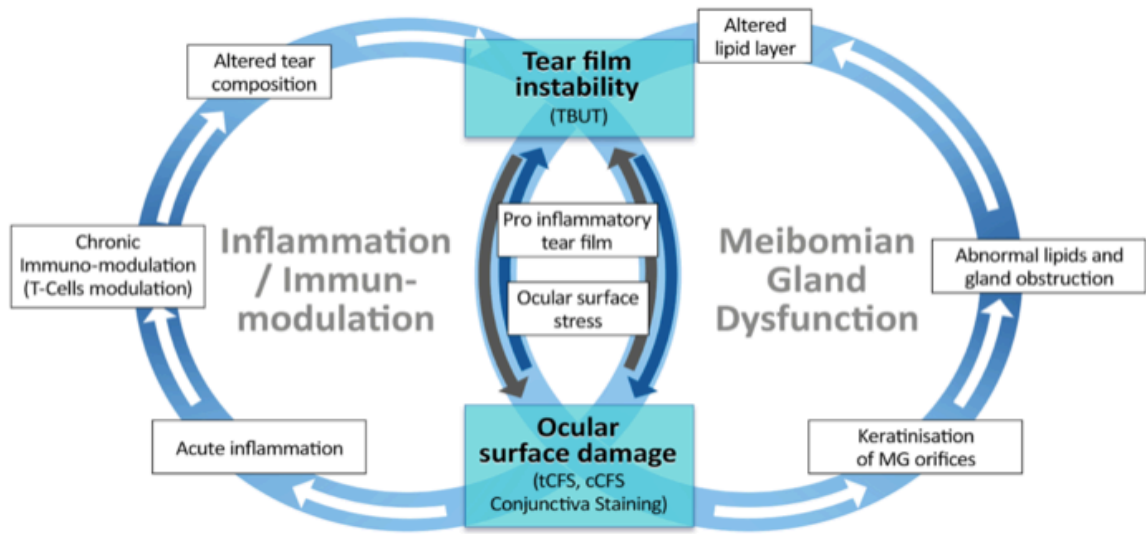 Altered
lipid layer
Altered tear
composition
Tear film
instability
(TBUT)
Pro inflammatory
tear film
Chronic
Immuno-modulation
(T-Cells modulation)
Inflammation
/ Immun-
modulation
Meibomian
Gland
Dysfunction
Abnormal lipids and
gland obstruction
Ocular surface
stress
Acute inflammation
Ocular
surface damage
(tCFS, cCFS
Conjunctiva Staining)
Keratinisation
of MG orifices